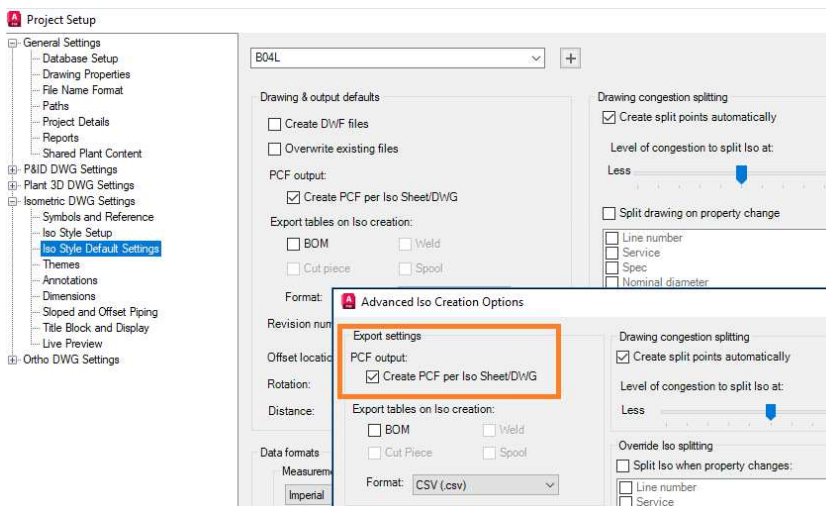 Project Setup
General Settings
Database Setup
Drawing Properties
File Name Format
Paths
Project Details
Reports
Shared Plant Content
P&ID DWG Settings
Plant 3D DWG Settings
Isometric DWG Settings
Symbols and Reference
Iso Style Setup
Iso Style Default Settings
Themes
Annotations
Dimensions
Sloped and Offset Piping
Title Block and Display
Live Preview
Ortho DWG Settings
B04L
Drawing & output defaults
Create DWF files
Overwrite existing files
PCF output:
Create PCF per Iso Sheet/DWG
Export tables on Iso creation:
BOM Weld
Cut piece Spool
Format:
Revision num
Offset locatio
Rotation:
Distance:
Data formats
Measurem
Imperial
Drawing congestion splitting
Create split points automatically
Level of congestion to split Iso at:
Less
Split drawing on property change
Line number
Service
Spec
Nominal diameter
Advanced Iso Creation Options
Export settings
PCF output:
Create PCF per Iso Sheet/DWG
Export tables on Iso creation:
BOM Weld
Cut Piece Spool
Format: CSV (.csv)
Drawing congestion splitting
Create split points automatically
Level of congestion to split Iso at:
Less
Override Iso splitting
Split Iso when property changes:
Line number
Service